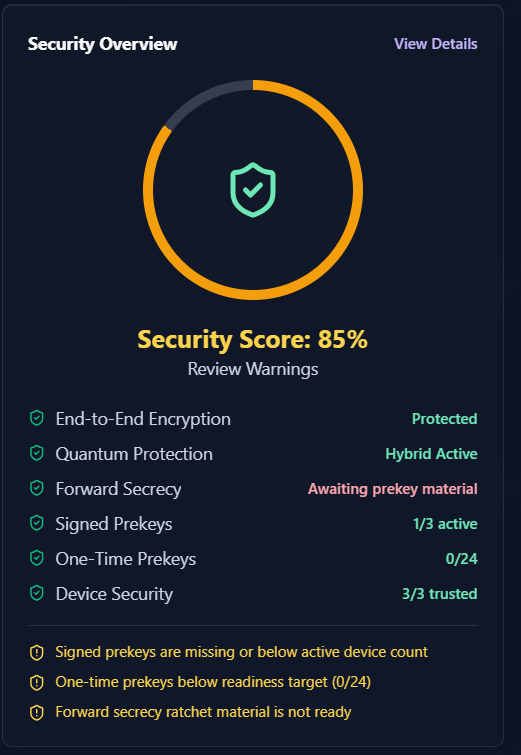 Security Overview
View Details
Security Score: 85%
Review Warnings
End-to-End Encryption Protected
Quantum Protection Hybrid Active
Forward Secrecy Awaiting prekey material
Signed Prekeys 1/3 active
One-Time Prekeys 0/24
Device Security 3/3 trusted
Signed prekeys are missing or below active device count
One-time prekeys below readiness target (0/24)
Forward secrecy ratchet material is not ready